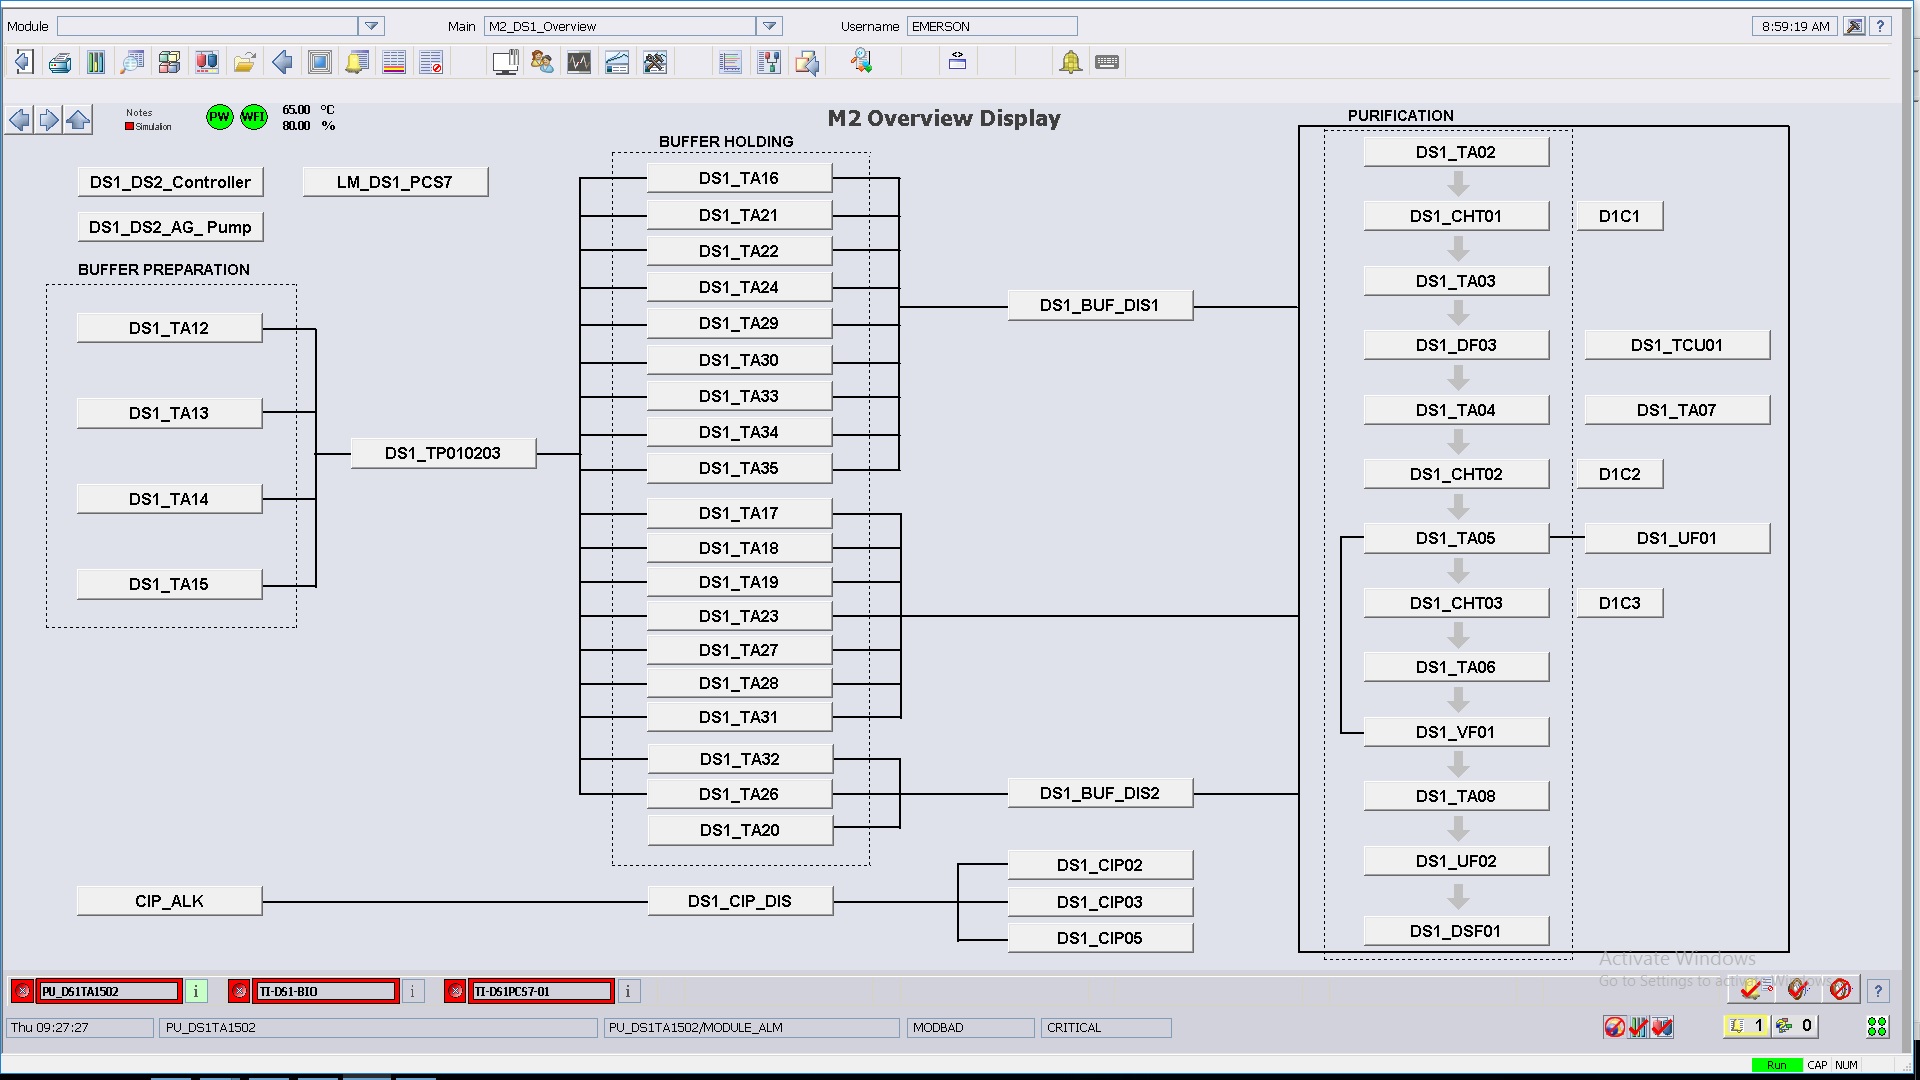 Module
Main M2_DS1_Overview
Username EMERSON
8:59:19 AM
?
Notes
Simulation
PW WFI
65.00 °C
80.00 %
M2 Overview Display
DS1_DS2_Controller
LM_DS1_PCS7
DS1_DS2_AG_ Pump
BUFFER PREPARATION
DS1_TA12
DS1_TA13
DS1_TA14
DS1_TA15
DS1_TP010203
BUFFER HOLDING
DS1_TA16
DS1_TA21
DS1_TA22
DS1_TA24
DS1_TA29
DS1_TA30
DS1_TA33
DS1_TA34
DS1_TA35
DS1_TA17
DS1_TA18
DS1_TA19
DS1_TA23
DS1_TA27
DS1_TA28
DS1_TA31
DS1_TA32
DS1_TA26
DS1_TA20
DS1_BUF_DIS1
DS1_BUF_DIS2
CIP_ALK
DS1_CIP_DIS
DS1_CIP02
DS1_CIP03
DS1_CIP05
PURIFICATION
DS1_TA02
DS1_CHT01
D1C1
DS1_TA03
DS1_DF03
DS1_TCU01
DS1_TA04
DS1_TA07
DS1_CHT02
D1C2
DS1_TA05
DS1_UF01
DS1_CHT03
D1C3
DS1_TA06
DS1_VF01
DS1_TA08
DS1_UF02
DS1_DSF01
Activate Windows
Go to Settings to activate Windows.
PU_DS1TA1502 i
TI-DS1-BIO i
TI-DS1PCS7-01 i
?
Thu 09:27:27
PU_DS1TA1502
PU_DS1TA1502/MODULE_ALM
MODBAD
CRITICAL
1
0
Run CAP NUM